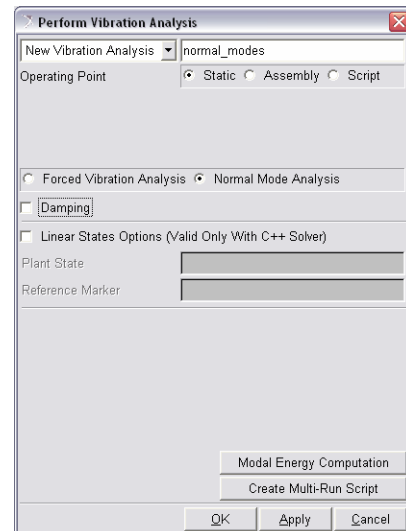 Perform Vibration Analysis
New Vibration Analysis normal_modes
Operating Point Static Assembly Script
Forced Vibration Analysis Normal Mode Analysis
Damping
Linear States Options (Valid Only With C++ Solver)
Plant State
Reference Marker
Modal Energy Computation
Create Multi-Run Script
OK Apply Cancel